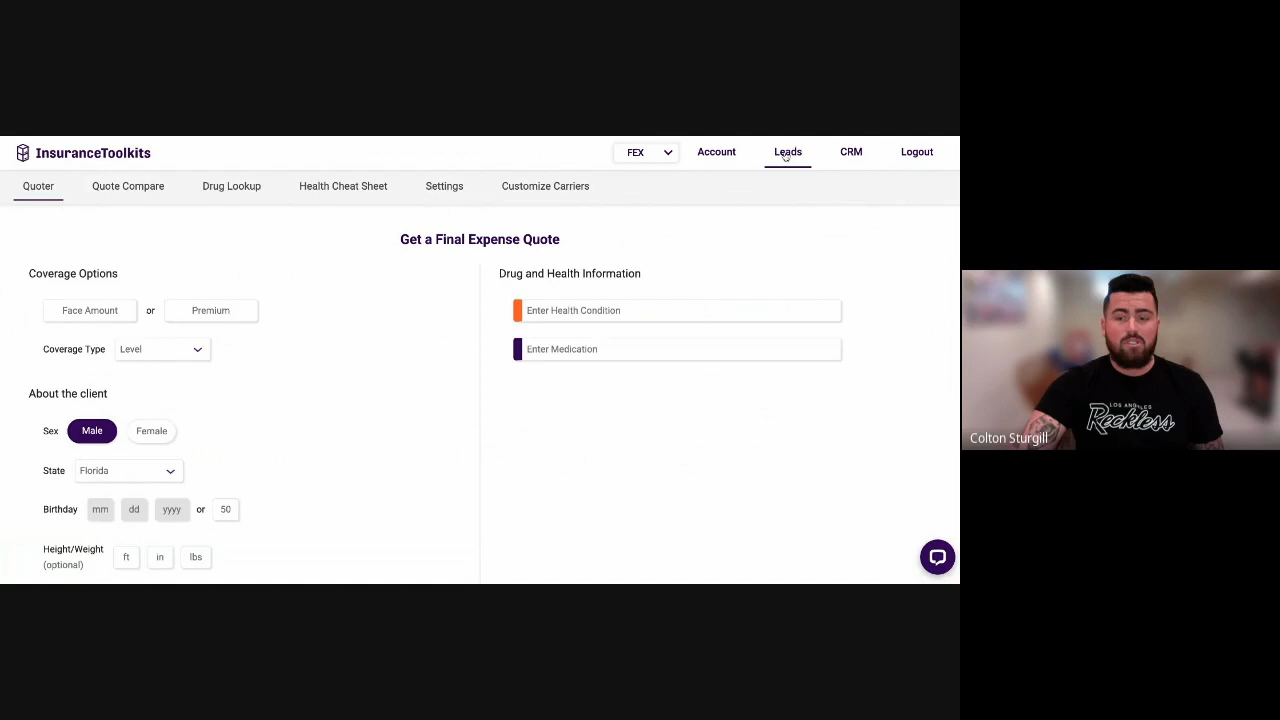 InsuranceToolkits
FEX
Account
Leads
CRM
Logout
Quoter
Quote Compare
Drug Lookup
Health Cheat Sheet
Settings
Customize Carriers
Get a Final Expense Quote
Coverage Options
Face Amount or Premium
Coverage Type Level
About the client
Sex Male Female
State Florida
Birthday mm dd yyyy or 50
Height/Weight ft in lbs
(optional)
Drug and Health Information
Enter Health Condition
Enter Medication
LOS ANGELES
Reckless
Colton Sturgill